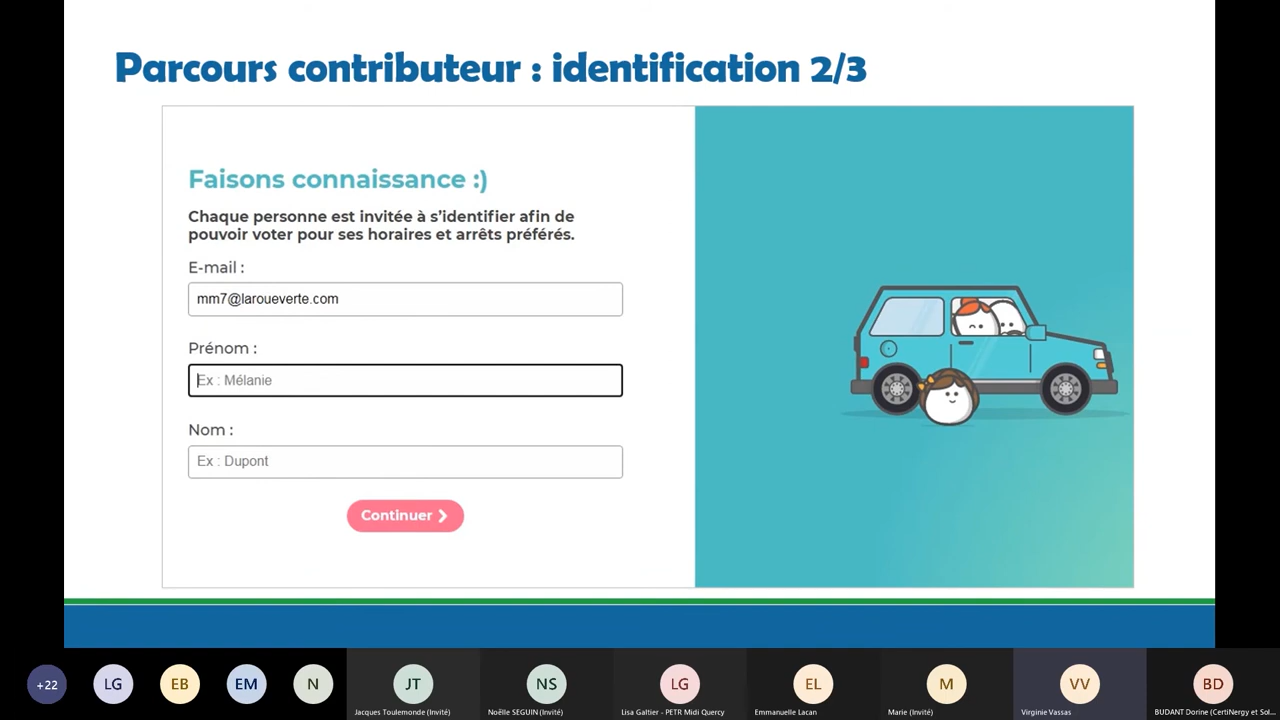 Parcours contributeur : identification 2/3
Faisons connaissance :)
Chaque personne est invitée à s'identifier afin de
pouvoir voter pour ses horaires et arrêts préférés.
E-mail :
mm7@laroueverte.com
Prénom :
Ex : Mélanie
Nom :
Ex : Dupont
Continuer
+22
LG
EB
EM
N
JT
NS
LG
EL
M
VV
BD
Jacques Toulemonde (Invité)
Noëlle SEGUIN (Invité)
Lisa Galtier - PETR Midi Quercy
Emmanuelle Lacan
Marie (Invité)
Virginie Vassas
BUDANT Dorine (CertiNergy et Sol...